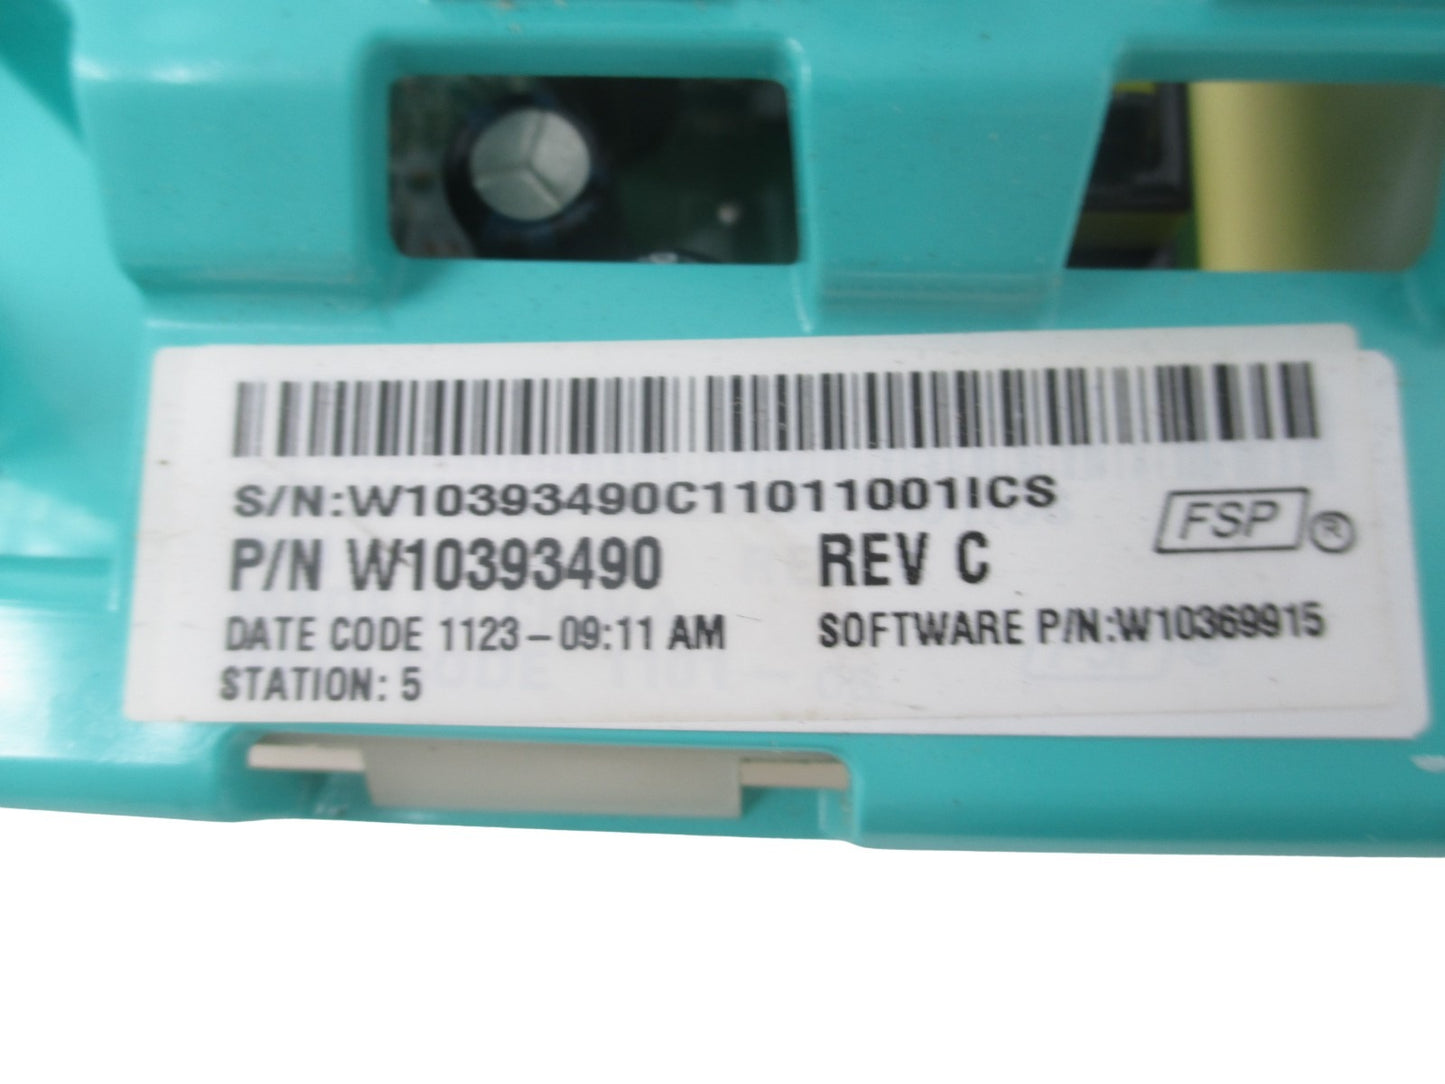 S/N:W10393490C11011001ICS
P/N W10393490 REV C
FSP®
DATE CODE 1123-09:11 AM SOFTWARE P/N:W10369915
STATION: 5